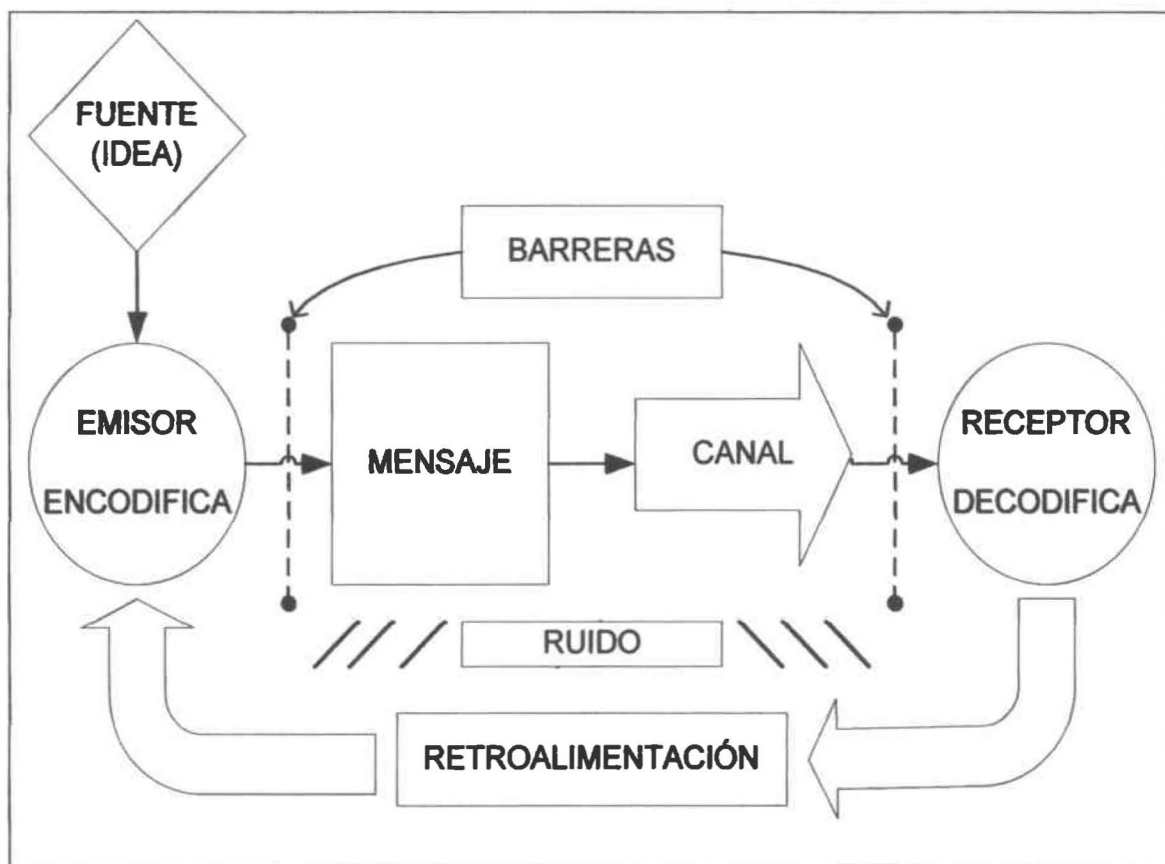 FUENTE
(IDEA)
BARRERAS
EMISOR
ENCODIFICA
MENSAJE
CANAL
RECEPTOR
DECODIFICA
RUIDO
RETROALIMENTACIÓN